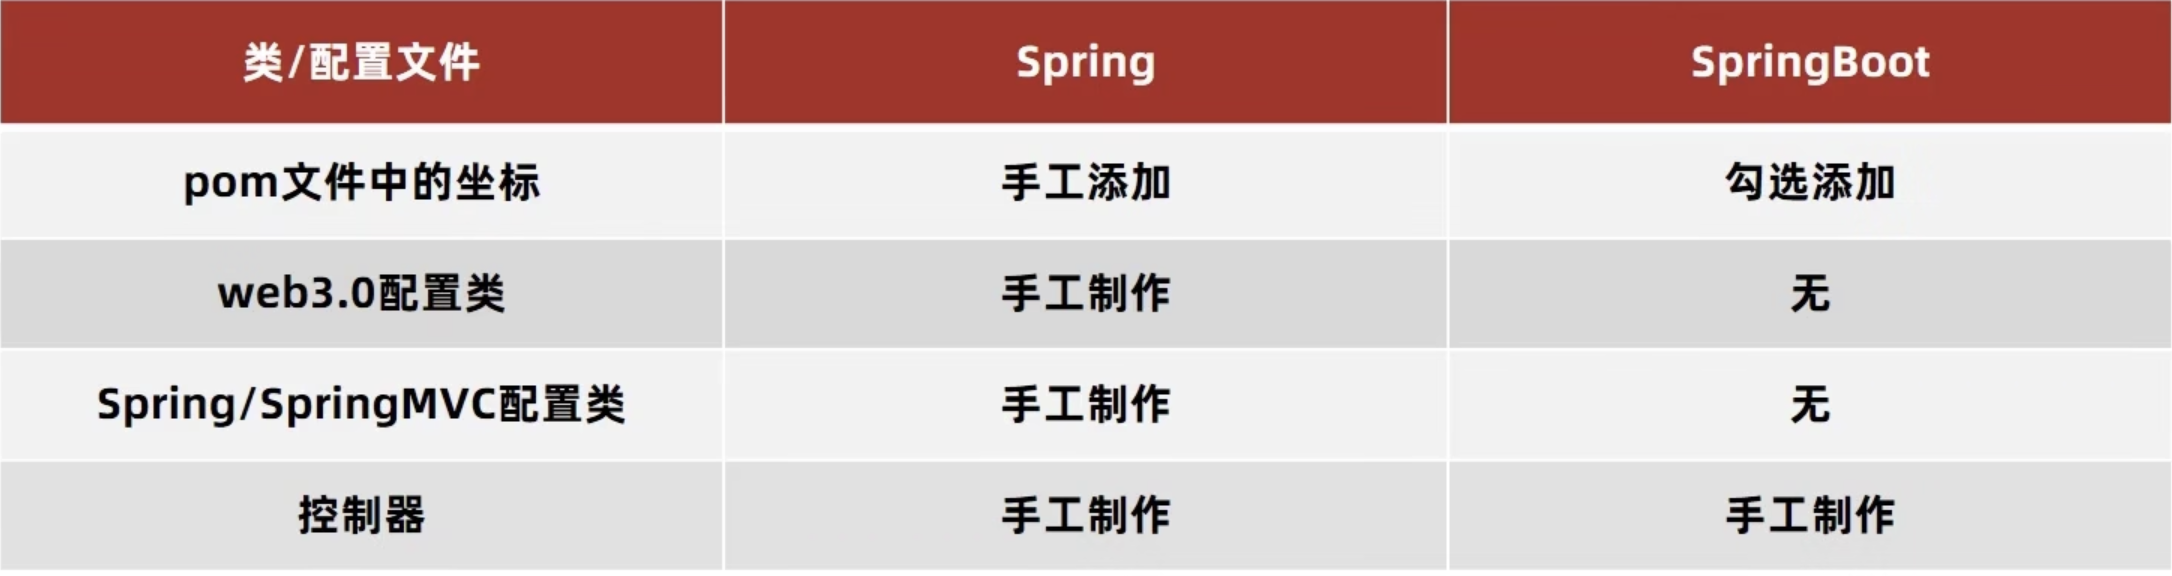 类/配置文件 Spring SpringBoot
pom文件中的坐标 手工添加 勾选添加
web3.0配置类 手工制作 无
Spring/SpringMVC配置类 手工制作 无
控制器 手工制作 手工制作